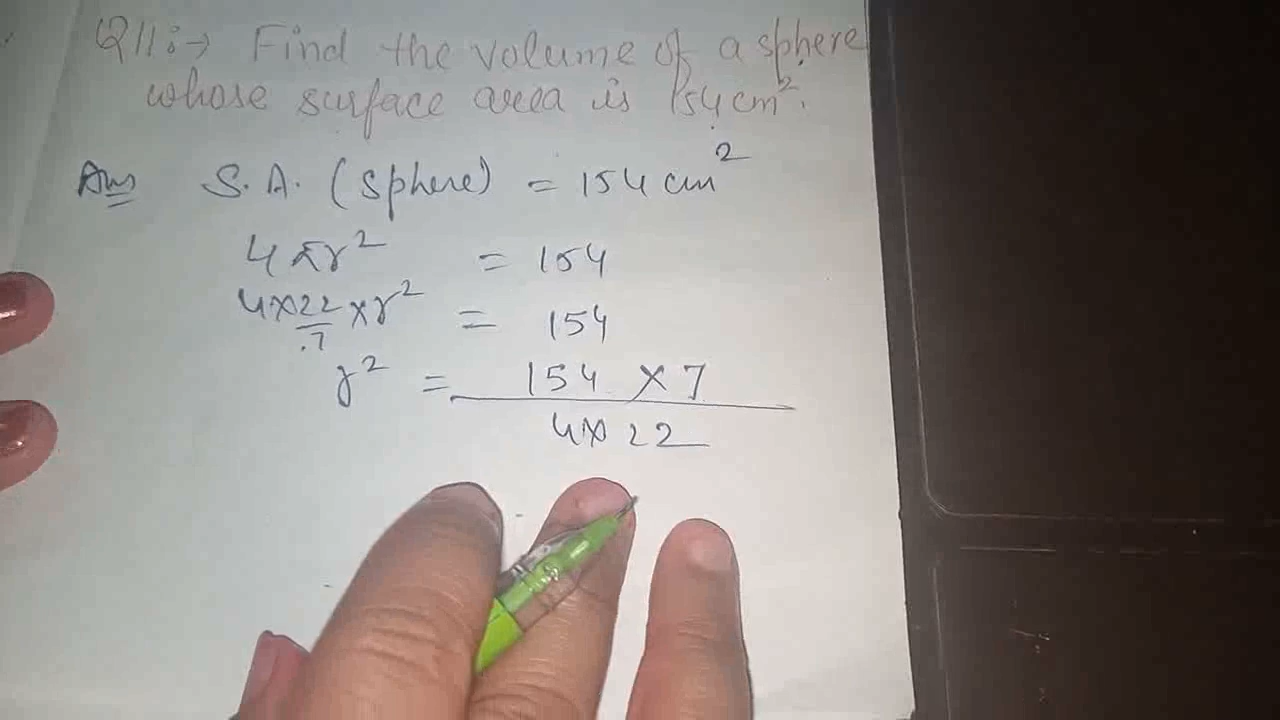 Q11:→ Find the volume of a sphere
whose surface area is 154 cm².
Ans S.A. (sphere) = 154 cm²
4πr² = 154
4×22/7 ×r² = 154
r² = 154 × 7 / 4×22